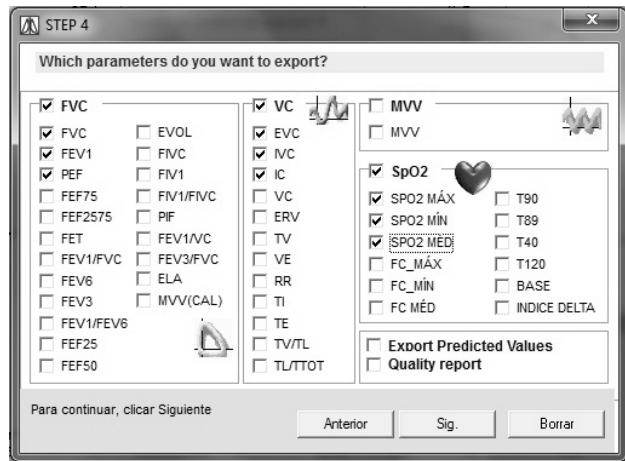 STEP 4
Which parameters do you want to export?
FVC
FVC
FEV1
PEF
FEF75
FEF2575
FET
FEV1/FVC
FEV6
FEV3
FEV1/FEV6
FEF25
FEF50
EVOL
FIVC
FIV1
FIV1/FIVC
PIF
FEV1/VC
FEV3/FVC
ELA
MVV(CAL)
VC
EVC
IVC
IC
VC
ERV
TV
VE
RR
TI
TE
TV/TL
TL/TTOT
MVV
MVV
SpO2
SPO2 MÁX
SPO2 MÍN
SPO2 MED
FC_MÁX
FC_MÍN
FC MÉD
T90
T89
T40
T120
BASE
INDICE DELTA
Export Predicted Values
Quality report
Para continuar, clicar Siguiente
Anterior
Sig.
Borrar